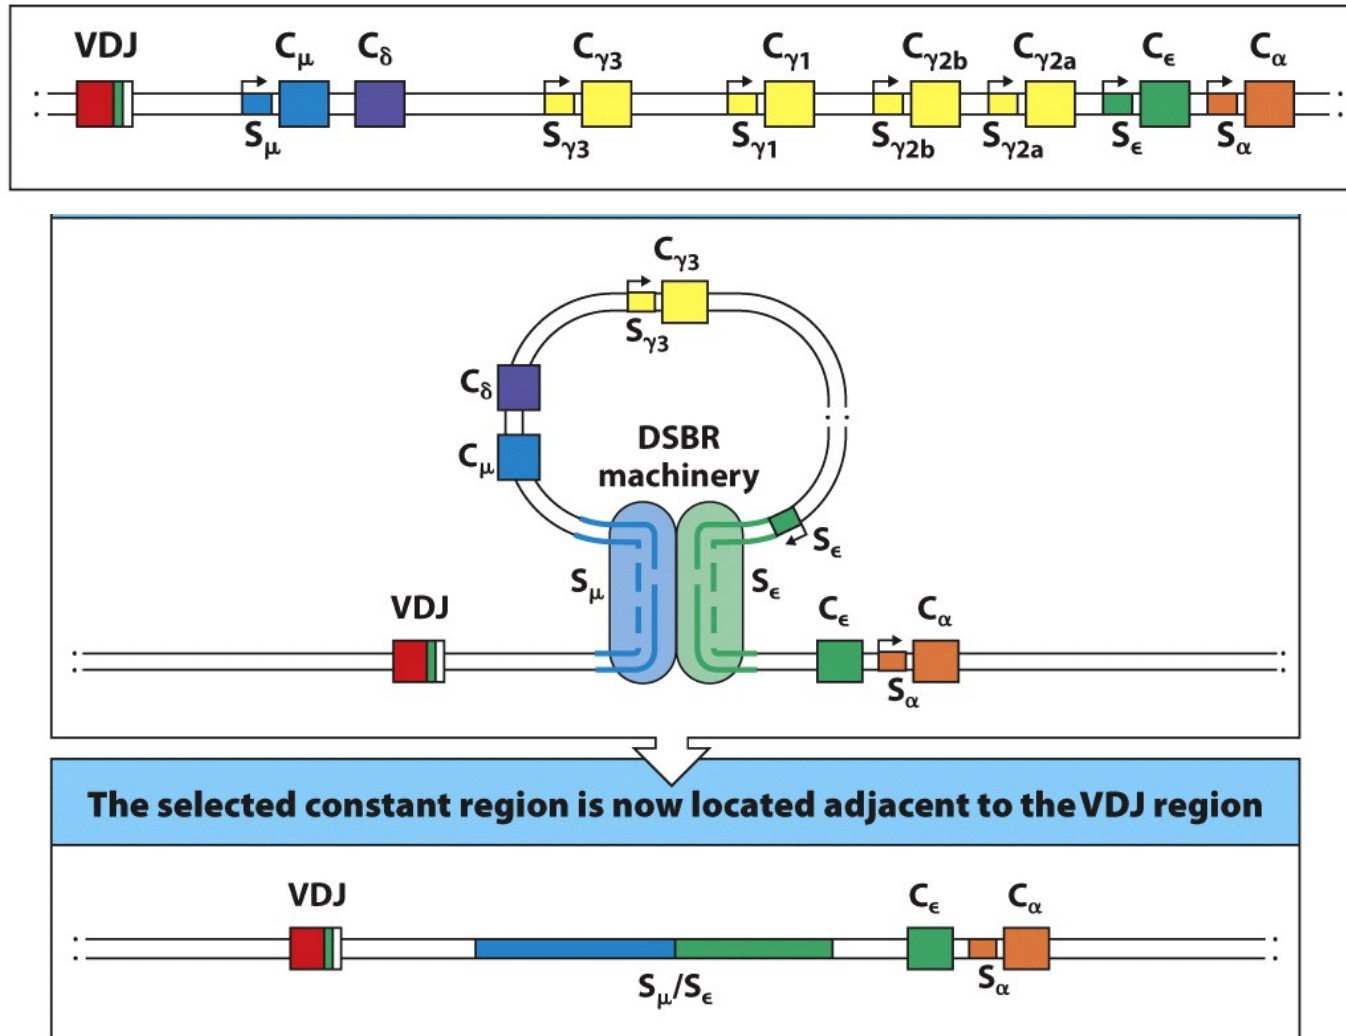 VDJ Cμ Cδ Cγ3 Cγ1 Cγ2b Cγ2a Cϵ Cα
Sμ Sγ3 Sγ1 Sγ2b Sγ2a Sϵ Sα
Cγ3
Sγ3
Cδ
DSBR
Cμ machinery
Sϵ
Sμ Sϵ
VDJ Cϵ Cα
Sα
The selected constant region is now located adjacent to the VDJ region
VDJ Cϵ Cα
Sμ/Sϵ Sα